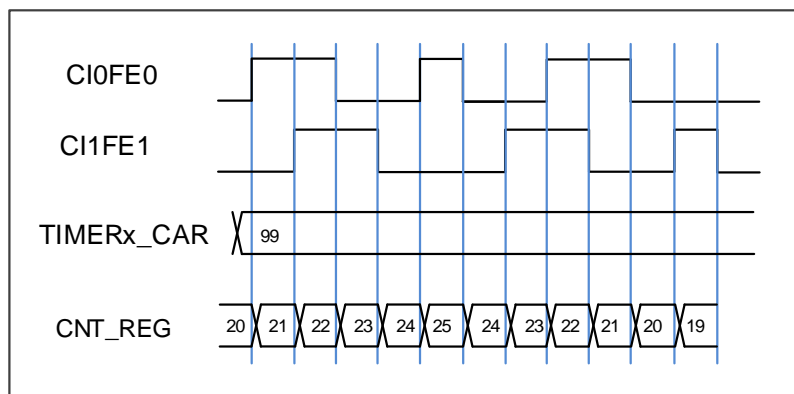 CI0FE0
CI1FE1
TIMERx_CAR 99
CNT_REG 20 21 22 23 24 25 24 23 22 21 20 19